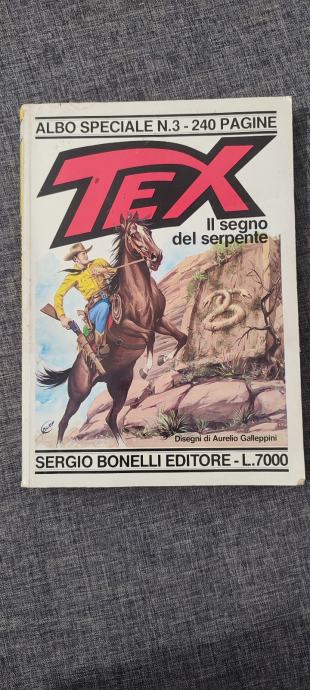 ALBO SPECIALE N.3 - 240 PAGINE
TEX
Il segno
del serpente
Disegni di Aurelio Galleppini
SERGIO BONELLI EDITORE - L.7000